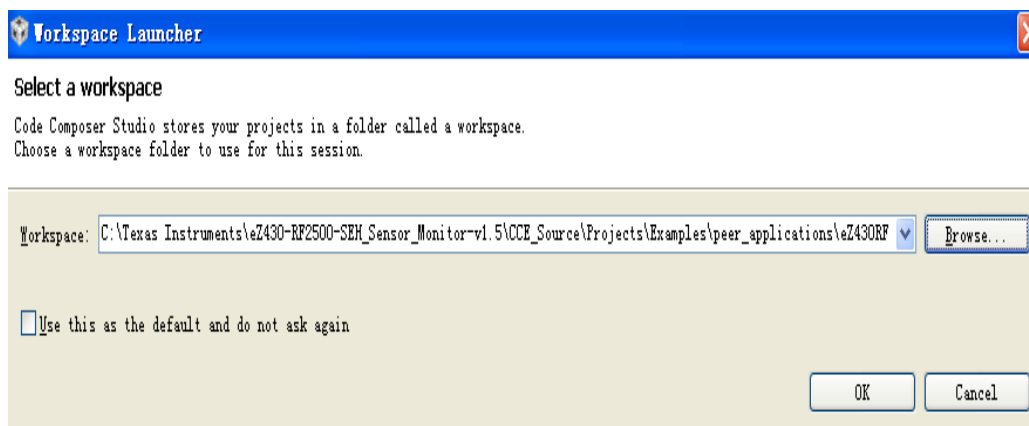 Workspace Launcher
Select a workspace
Code Composer Studio stores your projects in a folder called a workspace.
Choose a workspace folder to use for this session.
Workspace: C:\Texas Instruments\eZ430-RF2500-SEH_Sensor_Monitor-v1.5\CCE_Source\Projects\Examples\peer_applications\eZ430RF Browse...
Use this as the default and do not ask again
OK Cancel